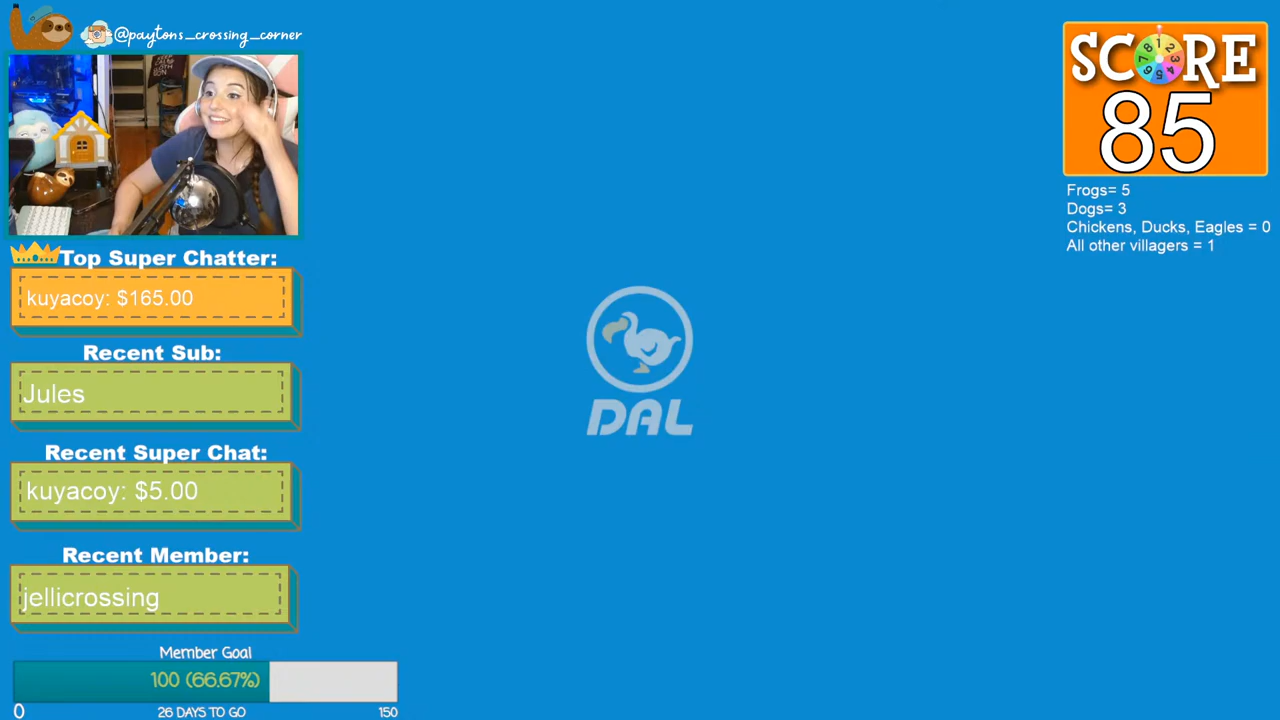 @paytons_crossing_corner
SCORE
85
Frogs= 5
Dogs= 3
Chickens, Ducks, Eagles = 0
All other villagers = 1
Top Super Chatter:
kuyacoy: $165.00
Recent Sub:
Jules
Recent Super Chat:
kuyacoy: $5.00
Recent Member:
jellicrossing
Member Goal
100 (66.67%)
0
26 DAYS TO GO
150
DAL